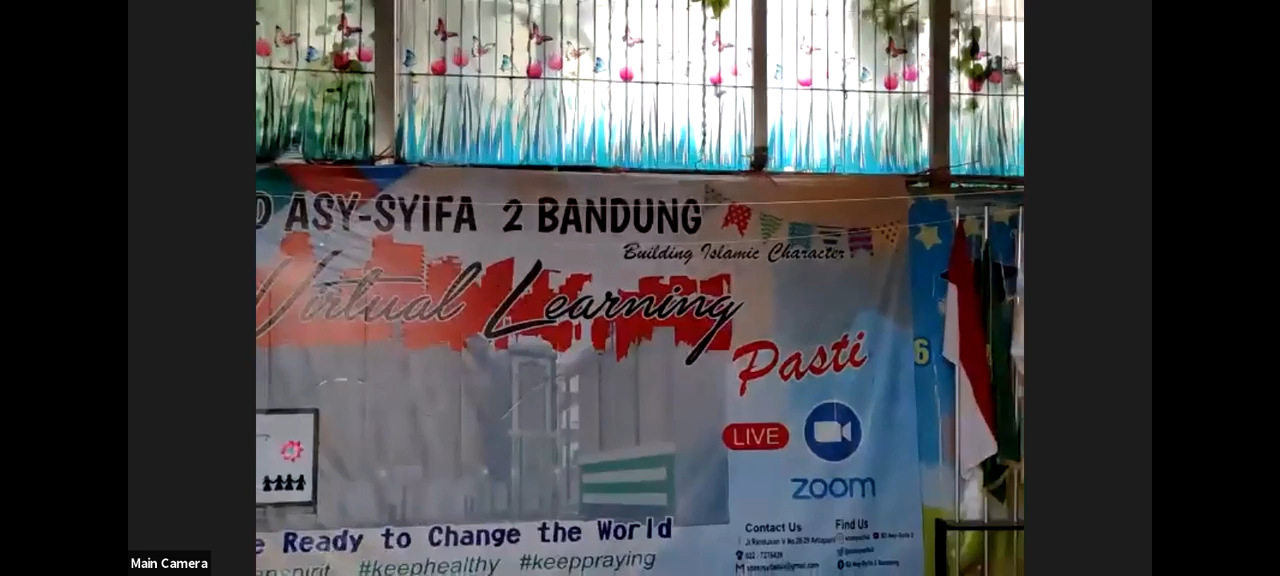 ASY-SYIFA 2 BANDUNG
Building Islamic Character
Virtual Learning
Pasti
6
LIVE
zoom
Ready to Change the World
#keephealthy #keeppraying
Contact Us
Find Us
Main Camera